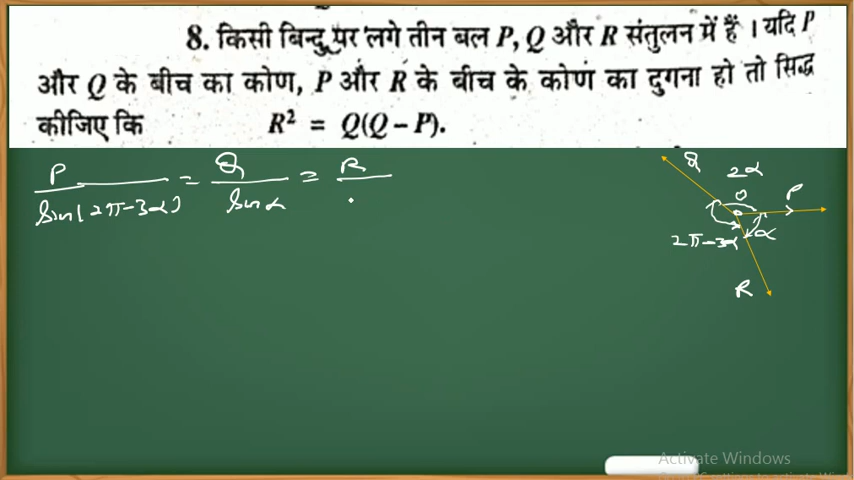 8. किसी बिन्दु पर लगे तीन बल P, Q और R संतुलन में हैं । यदि P
और Q के बीच का कोण, P और R के बीच के कोण का दुगना हो तो सिद्ध
कीजिए कि R² = Q(Q – P).
P/sin(2π-3α) = Q/sinα = R/
Q 2α
O P
2π-3α α
R
Activate Windows